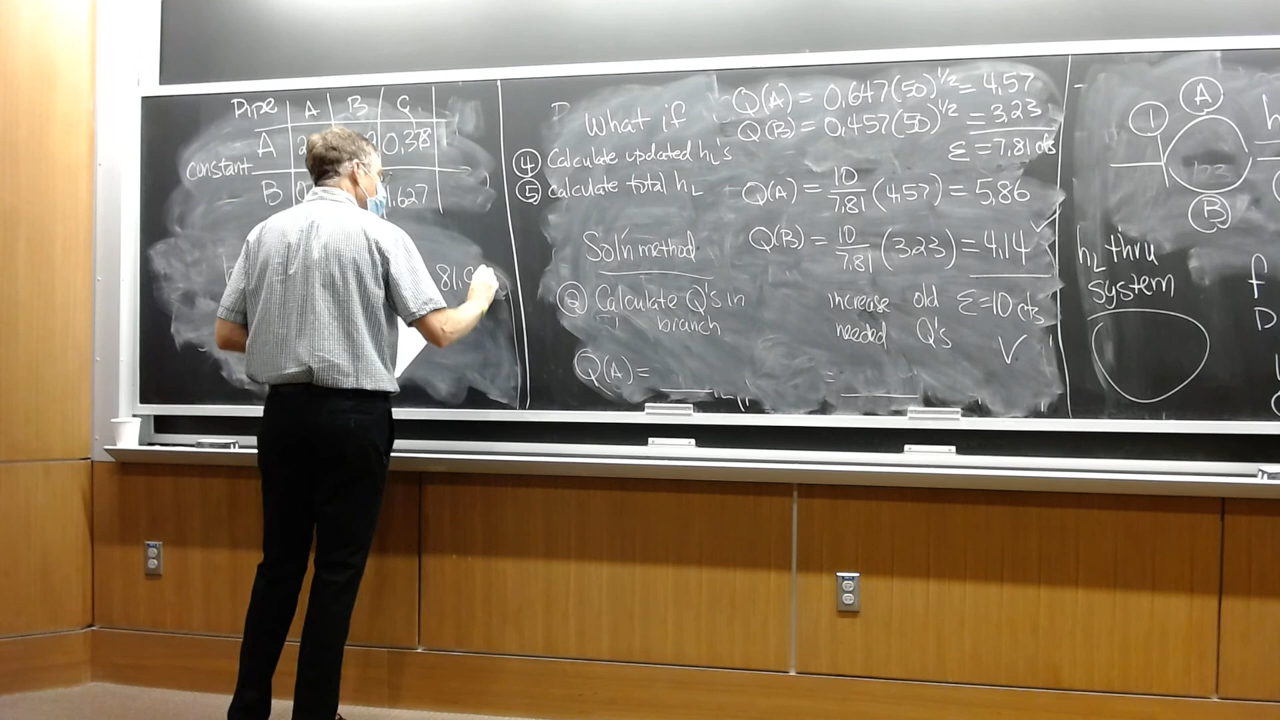 Pipe A B C
A 0,38
constant
B 1,627
81,9
What if
④ Calculate updated hL's
⑤ calculate total hL
Sol'n method
Calculate Q's in
branch
Q(A) =
Q(A) = 0,647(50)^1/2 = 4,57
Q(B) = 0,457(50)^1/2 = 3,23
Σ = 7,81 cfs
Q(A) = 10/7,81 (4,57) = 5,86
Q(B) = 10/7,81 (3,23) = 4,14 ✓
increase old Σ = 10 cfs
needed Q's ✓
=
① A
B
hL thru
system
h
f
D